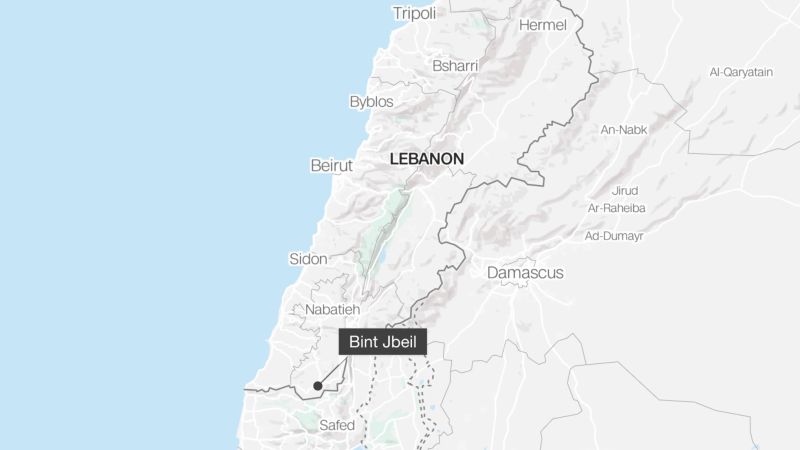 Tripoli
Hermel
Bsharri
Al-Qaryatain
Byblos
An-Nabk
LEBANON
Beirut
Jirud
Ar-Raheiba
Ad-Dumayr
Sidon
Damascus
Nabatieh
Bint Jbeil
Safed